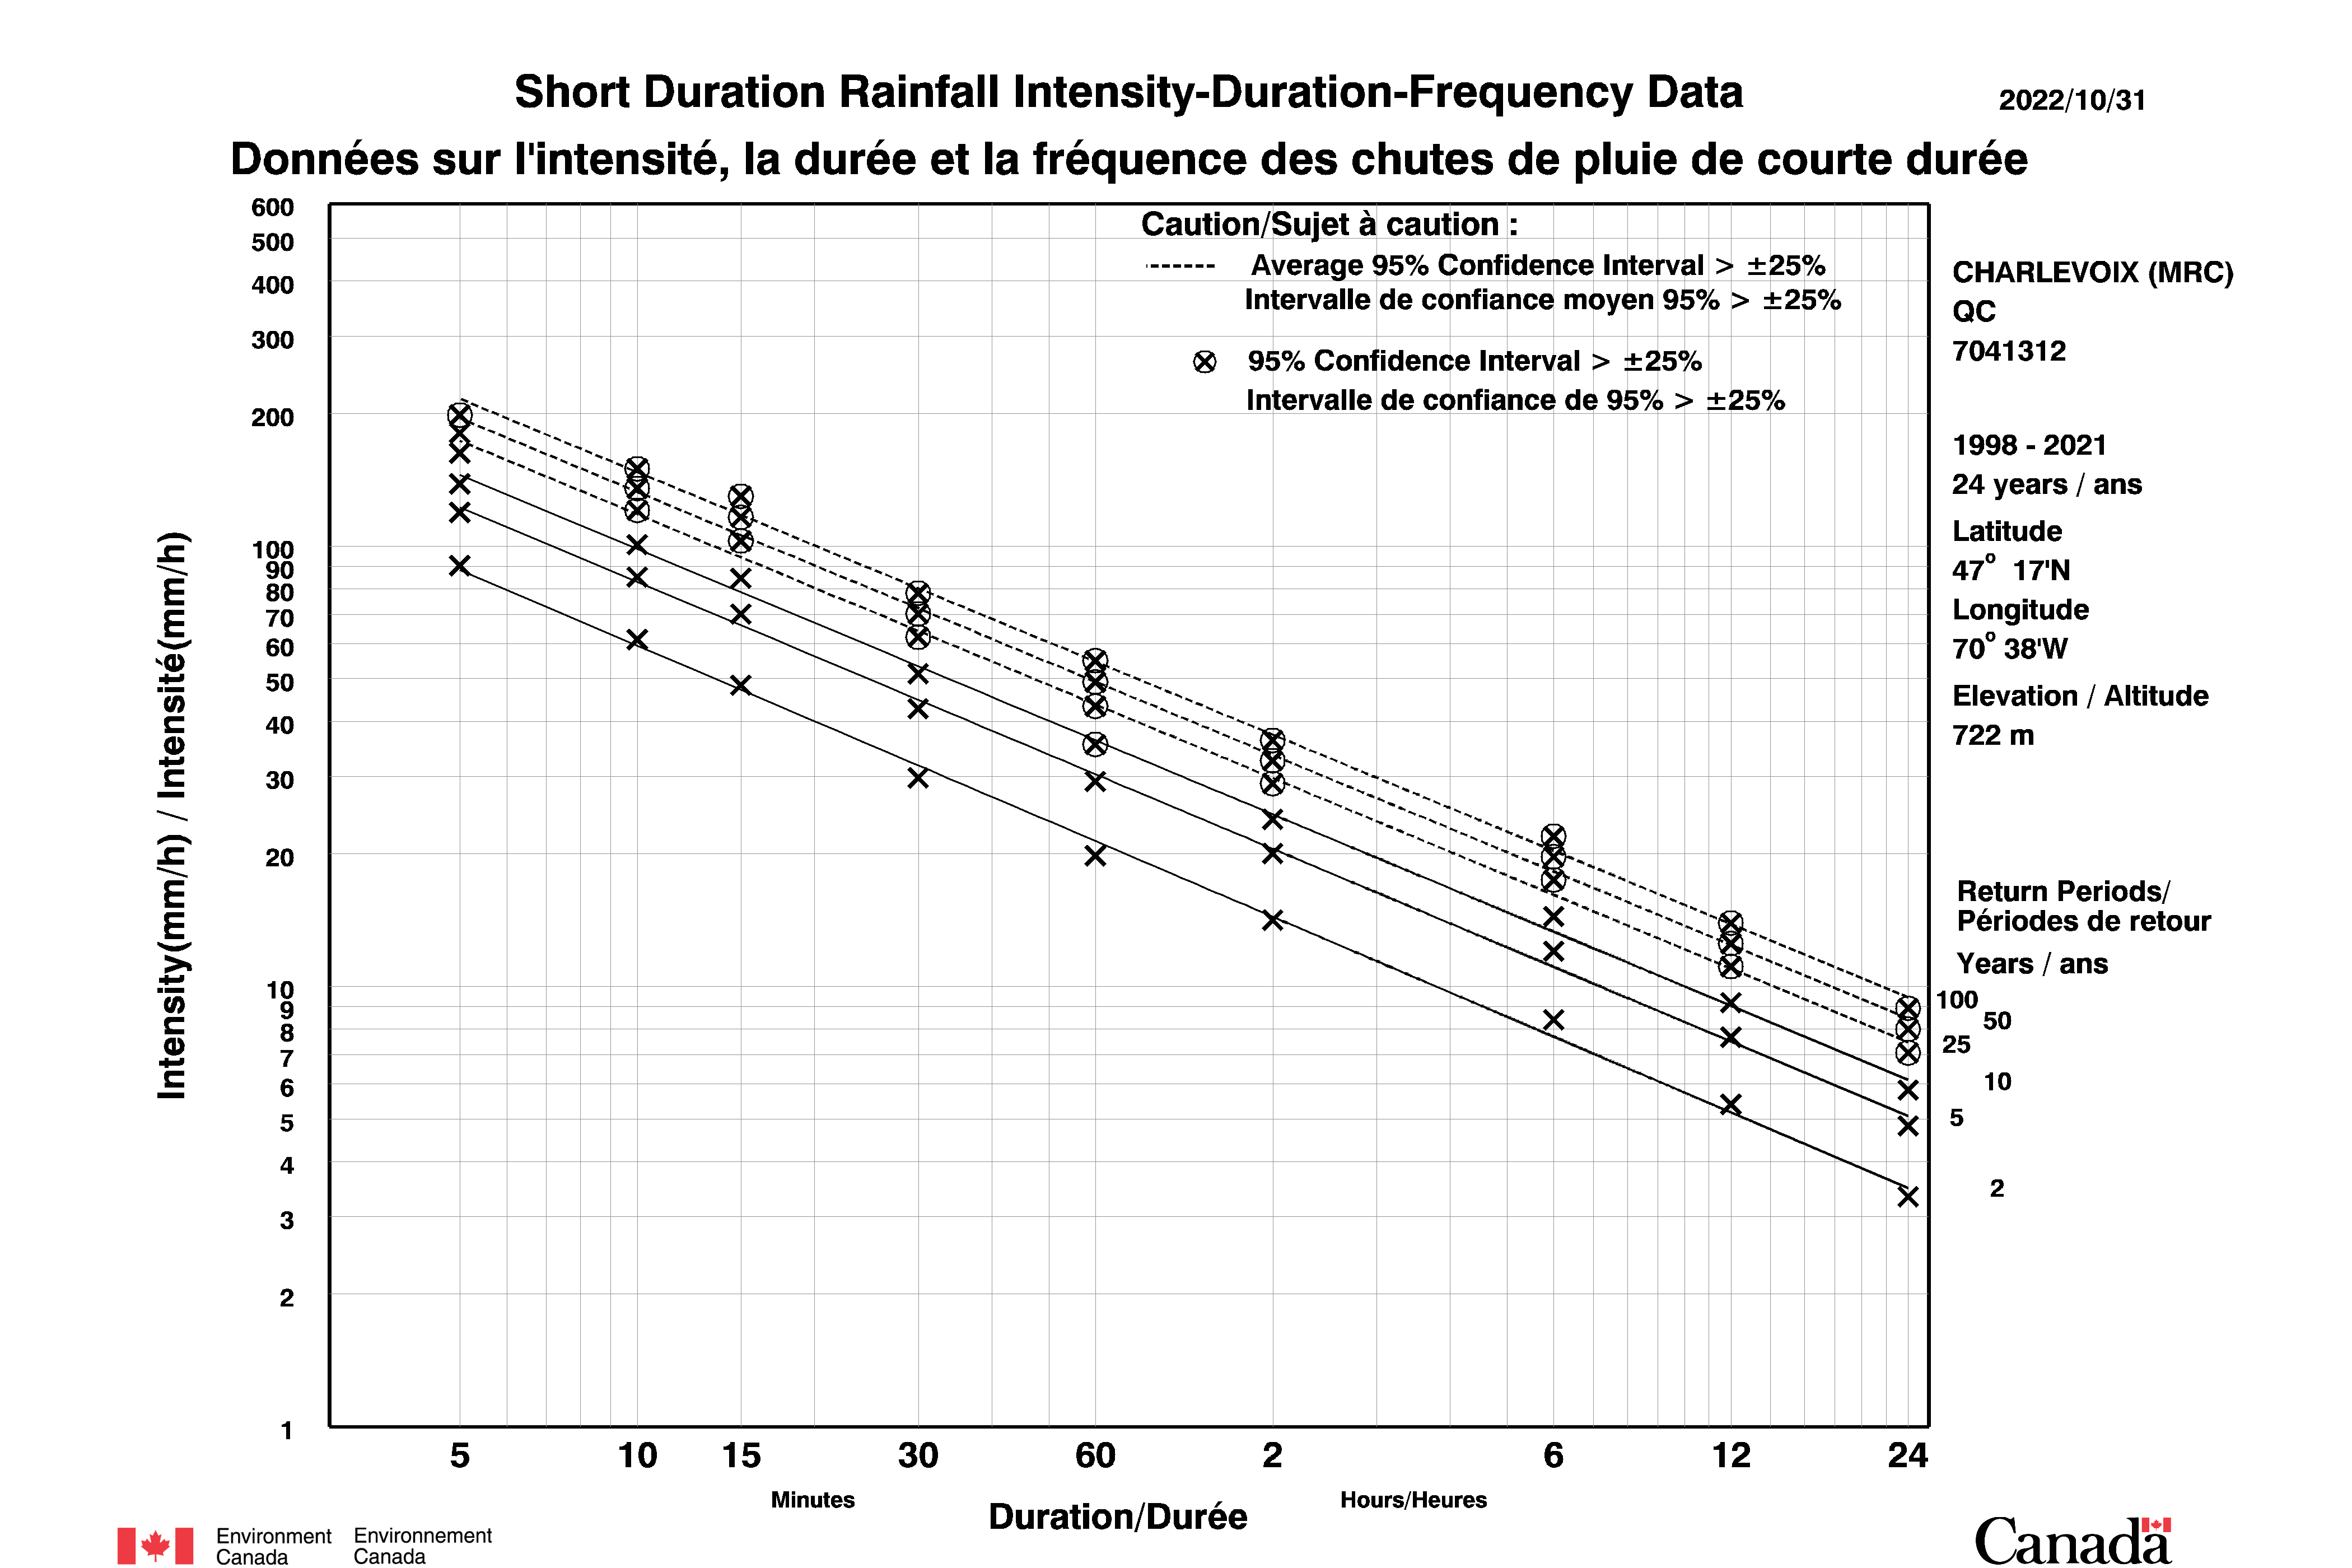 Short Duration Rainfall Intensity-Duration-Frequency Data
2022/10/31
Données sur l'intensité, la durée et la fréquence des chutes de pluie de courte durée
Caution/Sujet à caution :
Average 95% Confidence Interval > ±25%
Intervalle de confiance moyen 95% > ±25%
95% Confidence Interval > ±25%
Intervalle de confiance de 95% > ±25%
CHARLEVOIX (MRC)
QC
7041312
1998 - 2021
24 years / ans
Latitude
47° 17'N
Longitude
70° 38'W
Elevation / Altitude
722 m
Return Periods/
Périodes de retour
Years / ans
100
50
25
10
5
2
Intensity(mm/h) / Intensité(mm/h)
600
500
400
300
200
100
90
80
70
60
50
40
30
20
10
9
8
7
6
5
4
3
2
1
5 10 15 30 60 2 6 12 24
Minutes
Hours/Heures
Duration/Durée
Environment
Canada
Environnement
Canada
Canada